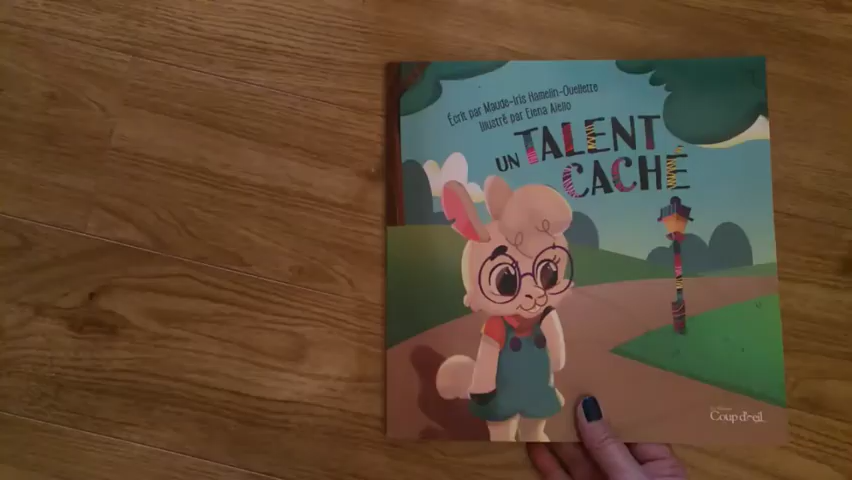 Écrit par Maude-Iris Hamelin-Ouellette
Illustré par Elena Aiello
UN TALENT
CACHÉ
Coup d'œil